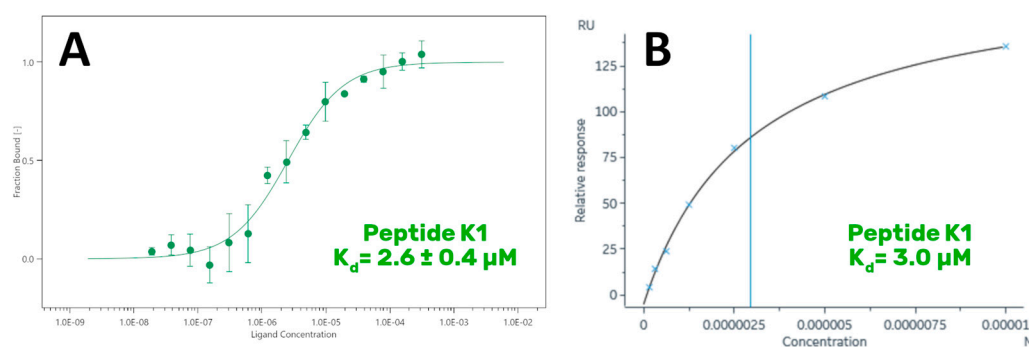 A
1.0
0.5
0.0
Fraction Bound [-]
Peptide K1
Kd= 2.6 ± 0.4 µM
1.0E-09 1.0E-08 1.0E-07 1.0E-06 1.0E-05 1.0E-04 1.0E-03 1.0E-02
Ligand Concentration
RU
B
125
100
75
50
25
0
Relative response
Peptide K1
Kd= 3.0 µM
0 0.0000025 0.000005 0.0000075 0.00001
Concentration